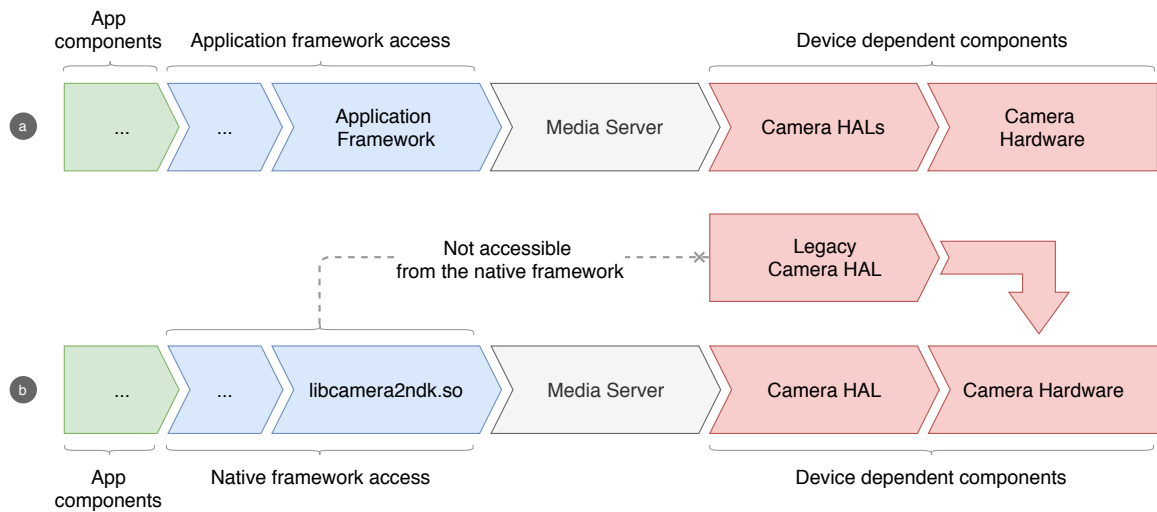 App
components
Application framework access
Device dependent components
a
...
...
Application
Framework
Media Server
Camera HALs
Camera
Hardware
Not accessible
from the native framework
Legacy
Camera HAL
b
...
...
libcamera2ndk.so
Media Server
Camera HAL
Camera Hardware
App
components
Native framework access
Device dependent components